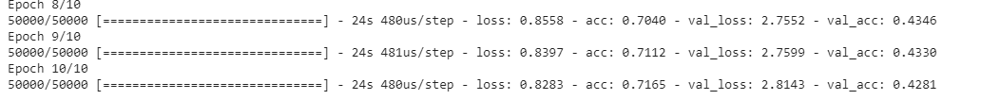 Epoch 8/10
50000/50000 [==============================] - 24s 480us/step - loss: 0.8558 - acc: 0.7040 - val_loss: 2.7552 - val_acc: 0.4346
Epoch 9/10
50000/50000 [==============================] - 24s 481us/step - loss: 0.8397 - acc: 0.7112 - val_loss: 2.7599 - val_acc: 0.4330
Epoch 10/10
50000/50000 [==============================] - 24s 480us/step - loss: 0.8283 - acc: 0.7165 - val_loss: 2.8143 - val_acc: 0.4281